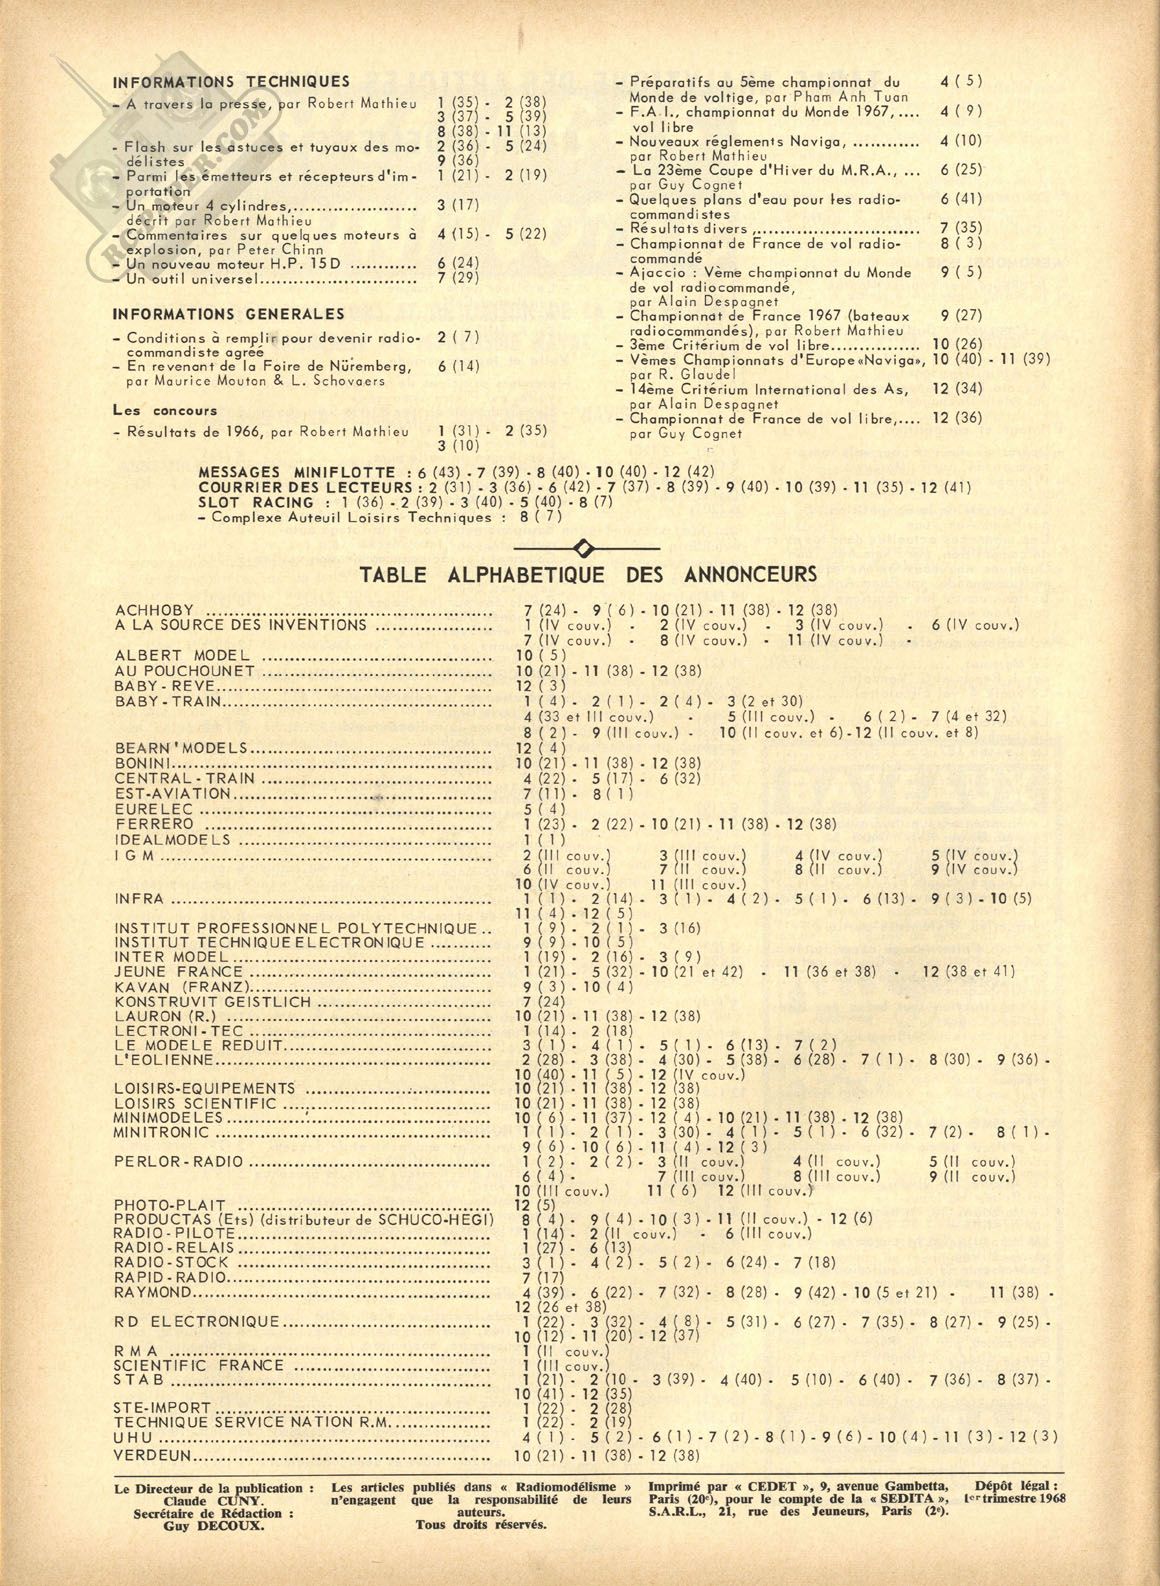 RCPAPER.COM
INFORMATIONS TECHNIQUES
- A travers la presse, par Robert Mathieu 1 (35) - 2 (38)
3 (37) - 5 (39)
8 (38) - 11 (13)
- Flash sur les astuces et tuyaux des mo- 2 (36) - 5 (24)
délistes 9 (36)
- Parmi les émetteurs et récepteurs d'im- 1 (21) - 2 (19)
portation
- Un moteur 4 cylindres,...................... 3 (17)
décrit par Robert Mathieu
- Commentaires sur quelques moteurs à 4 (15) - 5 (22)
explosion, par Peter Chinn
- Un nouveau moteur H.P. 15 D ............ 6 (24)
- Un outil universel............................ 7 (29)
INFORMATIONS GENERALES
- Conditions à remplir pour devenir radio- 2 ( 7)
commandiste agréé
- En revenant de la Foire de Nüremberg, 6 (14)
par Maurice Mouton & L. Schovaers
Les concours
- Résultats de 1966, par Robert Mathieu 1 (31) - 2 (35)
3 (10)
- Préparatifs au 5ème championnat du 4 ( 5)
Monde de voltige, par Pham Anh Tuan
- F.A.I., championnat du Monde 1967,.... 4 ( 9)
vol libre
- Nouveaux réglements Naviga, ............ 4 (10)
par Robert Mathieu
- La 23ème Coupe d'Hiver du M.R.A., ... 6 (25)
par Guy Cognet
- Quelques plans d'eau pour les radio- 6 (41)
commandistes
- Résultats divers ,............................. 7 (35)
- Championnat de France de vol radio- 8 ( 3)
commandé
- Ajaccio : Vème championnat du Monde 9 ( 5)
de vol radiocommandé,
par Alain Despagnet
- Championnat de France 1967 (bateaux 9 (27)
radiocommandés), par Robert Mathieu
- 3ème Critérium de vol libre................ 10 (26)
- Vèmes Championnats d'Europe «Naviga», 10 (40) - 11 (39)
par R. Glaudel
- 14ème Critérium International des As, 12 (34)
par Alain Despagnet
- Championnat de France de vol libre,.... 12 (36)
par Guy Cognet
MESSAGES MINIFLOTTE : 6 (43) - 7 (39) - 8 (40) - 10 (40) - 12 (42)
COURRIER DES LECTEURS : 2 (31) - 3 (36) - 6 (42) - 7 (37) - 8 (39) - 9 (40) - 10 (39) - 11 (35) - 12 (41)
SLOT RACING : 1 (36) - 2 (39) - 3 (40) - 5 (40) - 8 (7)
- Complexe Auteuil Loisirs Techniques : 8 ( 7)
TABLE ALPHABETIQUE DES ANNONCEURS
ACHHOBY .................... 7 (24) - 9 ( 6) - 10 (21) - 11 (38) - 12 (38)
A LA SOURCE DES INVENTIONS .................... 1 (IV couv.) - 2 (IV couv.) - 3 (IV couv.) - 6 (IV couv.)
7 (IV couv.) - 8 (IV couv.) - 11 (IV couv.) -
ALBERT MODEL .................... 10 ( 5)
AU POUCHOUNET .................... 10 (21) - 11 (38) - 12 (38)
BABY - REVE.................... 12 ( 3)
BABY - TRAIN.................... 1 ( 4) - 2 ( 1) - 2 ( 4) - 3 (2 et 30)
4 (33 et III couv.) - 5 (III couv.) - 6 ( 2) - 7 (4 et 32)
8 ( 2) - 9 (III couv.) - 10 (II couv. et 6) - 12 (II couv. et 8)
BEARN'MODELS.................... 12 ( 4)
BONINI.................... 10 (21) - 11 (38) - 12 (38)
CENTRAL - TRAIN .................... 4 (22) - 5 (17) - 6 (32)
EST-AVIATION.................... 7 (11) - 8 ( 1)
EURELEC .................... 5 ( 4)
FERRERO .................... 1 (23) - 2 (22) - 10 (21) - 11 (38) - 12 (38)
IDEALMODELS .................... 1 ( 1)
I G M .................... 2 (III couv.) 3 (III couv.) 4 (IV couv.) 5 (IV couv.)
6 (II couv.) 7 (II couv.) 8 (II couv.) 9 (IV couv.)
10 (IV couv.) 11 (III couv.)
INFRA .................... 1 ( 1) - 2 (14) - 3 ( 1) - 4 ( 2) - 5 ( 1) - 6 (13) - 9 ( 3) - 10 (5)
11 ( 4) - 12 ( 5)
INSTITUT PROFESSIONNEL POLYTECHNIQUE .. 1 ( 9) - 2 ( 1) - 3 (16)
INSTITUT TECHNIQUE ELECTRONIQUE ........... 9 ( 9) - 10 ( 5)
INTER MODEL .................... 1 (19) - 2 (16) - 3 ( 9)
JEUNE FRANCE .................... 1 (21) - 5 (32) - 10 (21 et 42) - 11 (36 et 38) - 12 (38 et 41)
KAVAN (FRANZ).................... 9 ( 3) - 10 ( 4)
KONSTRUVIT GEISTLICH .................... 7 (24)
LAURON (R.) .................... 10 (21) - 11 (38) - 12 (38)
LECTRONI - TEC .................... 1 (14) - 2 (18)
LE MODELE REDUIT.................... 3 ( 1) - 4 ( 1) - 5 ( 1) - 6 (13) - 7 ( 2)
L'EOLIENNE.................... 2 (28) - 3 (38) - 4 (30) - 5 (38) - 6 (28) - 7 ( 1) - 8 (30) - 9 (36) -
10 (40) - 11 ( 5) - 12 (IV couv.)
LOISIRS-EQUIPEMENTS .................... 10 (21) - 11 (38) - 12 (38)
LOISIRS SCIENTIFIC .................... 10 (21) - 11 (38) - 12 (38)
MINIMODELES.................... 10 ( 6) - 11 (37) - 12 ( 4) - 10 (21) - 11 (38) - 12 (38)
MINITRONIC .................... 1 ( 1) - 2 ( 1) - 3 (30) - 4 ( 1) - 5 ( 1) - 6 (32) - 7 (2) - 8 ( 1) -
9 ( 6) - 10 ( 6) - 11 ( 4) - 12 ( 3)
PERLOR-RADIO .................... 1 ( 2) - 2 ( 2) - 3 (II couv.) 4 (II couv.) 5 (II couv.)
6 ( 4) - 7 (III couv.) 8 (III couv.) 9 (II couv.)
10 (III couv.) 11 ( 6) 12 (III couv.)
PHOTO-PLAIT .................... 12 (5)
PRODUCTAS (Ets) (distributeur de SCHUCO-HEGI) 8 ( 4) - 9 ( 4) - 10 ( 3) - 11 (II couv.) - 12 (6)
RADIO - PILOTE.................... 1 (14) - 2 (II couv.) - 6 (III couv.)
RADIO - RELAIS.................... 1 (27) - 6 (13)
RADIO - STOCK .................... 3 ( 1) - 4 ( 2) - 5 ( 2) - 6 (24) - 7 (18)
RAPID - RADIO.................... 7 (17)
RAYMOND.................... 4 (39) - 6 (22) - 7 (32) - 8 (28) - 9 (42) - 10 (5 et 21) - 11 (38) -
12 (26 et 38)
R D ELECTRONIQUE.................... 1 (22) - 3 (32) - 4 ( 8) - 5 (31) - 6 (27) - 7 (35) - 8 (27) - 9 (25) -
10 (12) - 11 (20) - 12 (37)
R M A .................... 1 (II couv.)
SCIENTIFIC FRANCE .................... 1 (III couv.)
S T A B .................... 1 (21) - 2 (10 - 3 (39) - 4 (40) - 5 (10) - 6 (40) - 7 (36) - 8 (37) -
10 (41) - 12 (35)
STE-IMPORT .................... 1 (22) - 2 (28)
TECHNIQUE SERVICE NATION R.M.................... 1 (22) - 2 (19)
U H U .................... 4 ( 1) - 5 ( 2) - 6 ( 1) - 7 ( 2) - 8 ( 1) - 9 ( 6) - 10 ( 4) - 11 ( 3) - 12 ( 3)
VERDEUN.................... 10 (21) - 11 (38) - 12 (38)
Le Directeur de la publication :
Claude CUNY.
Secrétaire de Rédaction :
Guy DECOUX.
Les articles publiés dans « Radiomodélisme »
n'engagent que la responsabilité de leurs
auteurs.
Tous droits réservés.
Imprimé par « CEDET », 9, avenue Gambetta,
Paris (20e), pour le compte de la « SEDITA »,
S.A.R.L., 21, rue des Jeuneurs, Paris (2e).
Dépôt légal :
1er trimestre 1968